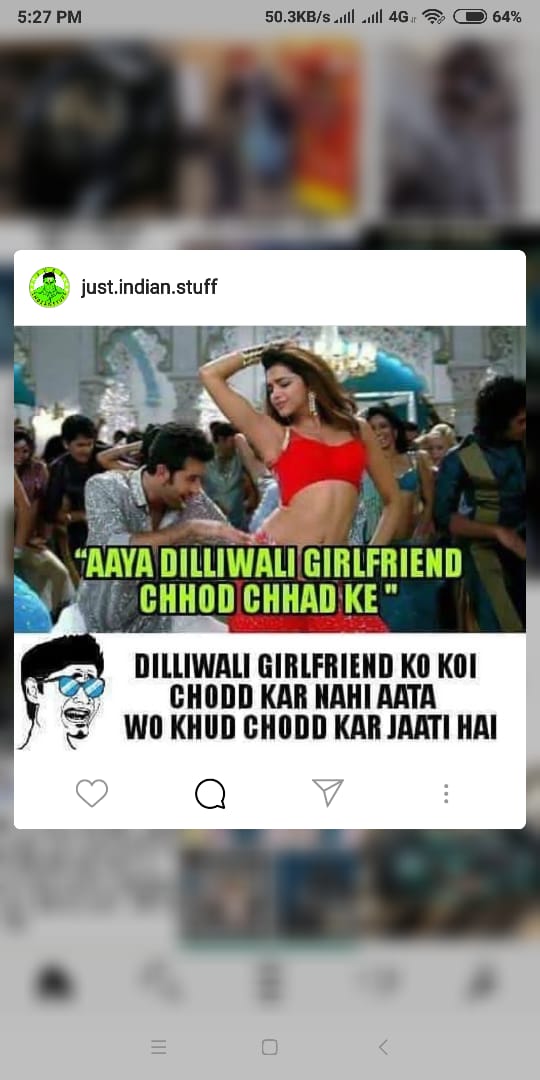 5:27 PM 50.3KB/s 4G 64%
just.indian.stuff
“AAYA DILLIWALI GIRLFRIEND
CHHOD CHHAD KE "
DILLIWALI GIRLFRIEND KO KOI
CHODD KAR NAHI AATA
WO KHUD CHODD KAR JAATI HAI